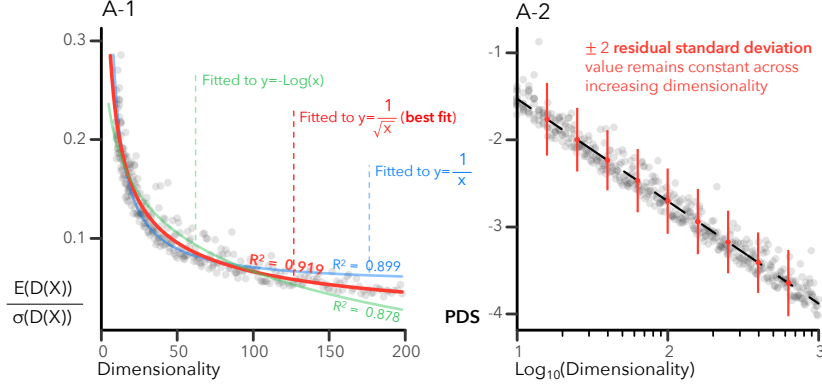 A-1
0.3
0.2
0.1
E(D(X))
σ(D(X))
0
50
100
150
200
Dimensionality
Fitted to y=-Log(x)
Fitted to y= 1/√x (best fit)
Fitted to y= 1/x
R² = 0.919
R² = 0.899
R² = 0.878
A-2
± 2 residual standard deviation
value remains constant across
increasing dimensionality
-1
-2
-3
-4
PDS
1
2
3
Log₁₀(Dimensionality)